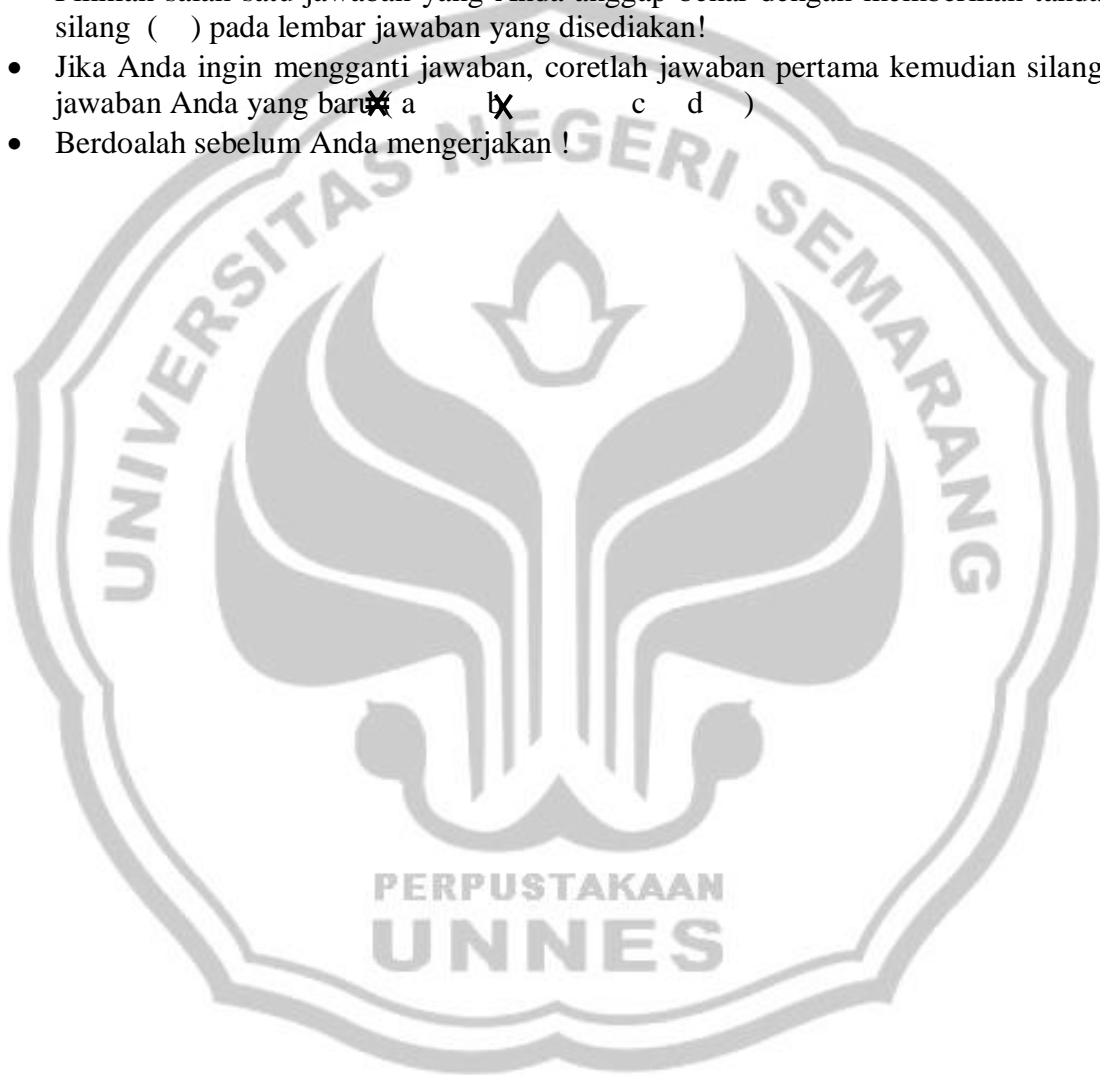 silang ( ) pada lembar jawaban yang disediakan!
• Jika Anda ingin mengganti jawaban, coretlah jawaban pertama kemudian silang
jawaban Anda yang baru ( a b c d )
• Berdoalah sebelum Anda mengerjakan !
UNIVERSITAS NEGERI SEMARANG
PERPUSTAKAAN
UNNES